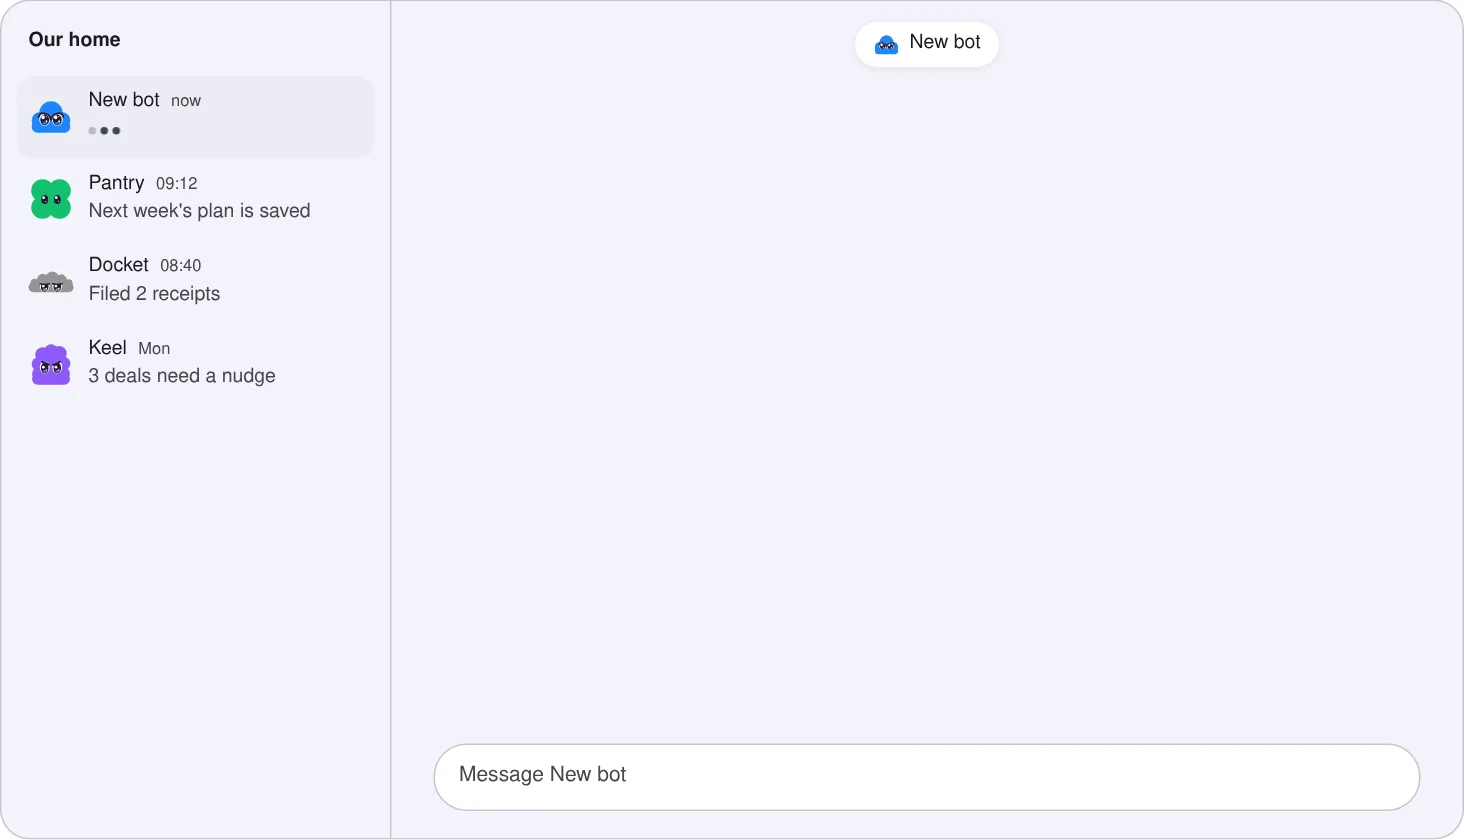 Our home
New bot now
Pantry 09:12
Next week's plan is saved
Docket 08:40
Filed 2 receipts
Keel Mon
3 deals need a nudge
New bot
Message New bot